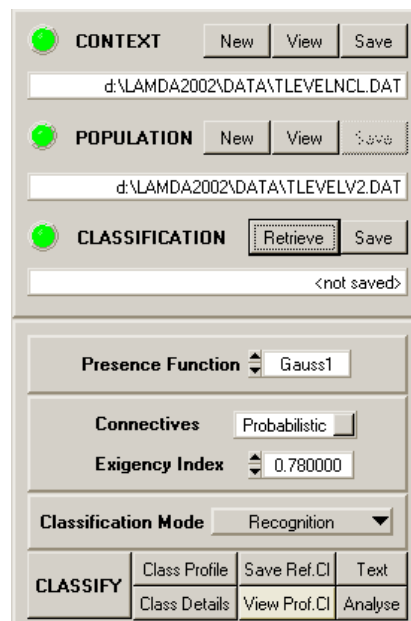 CONTEXT New View Save
d:\LAMDA2002\DATA\TLEVELNCL.DAT
POPULATION New View Save
d:\LAMDA2002\DATA\TLEVELV2.DAT
CLASSIFICATION Retrieve Save
<not saved>
Presence Function Gauss1
Connectives Probabilistic
Exigency Index 0.780000
Classification Mode Recognition
CLASSIFY Class Profile Save Ref.Cl Text
Class Details View Prof.Cl Analyse